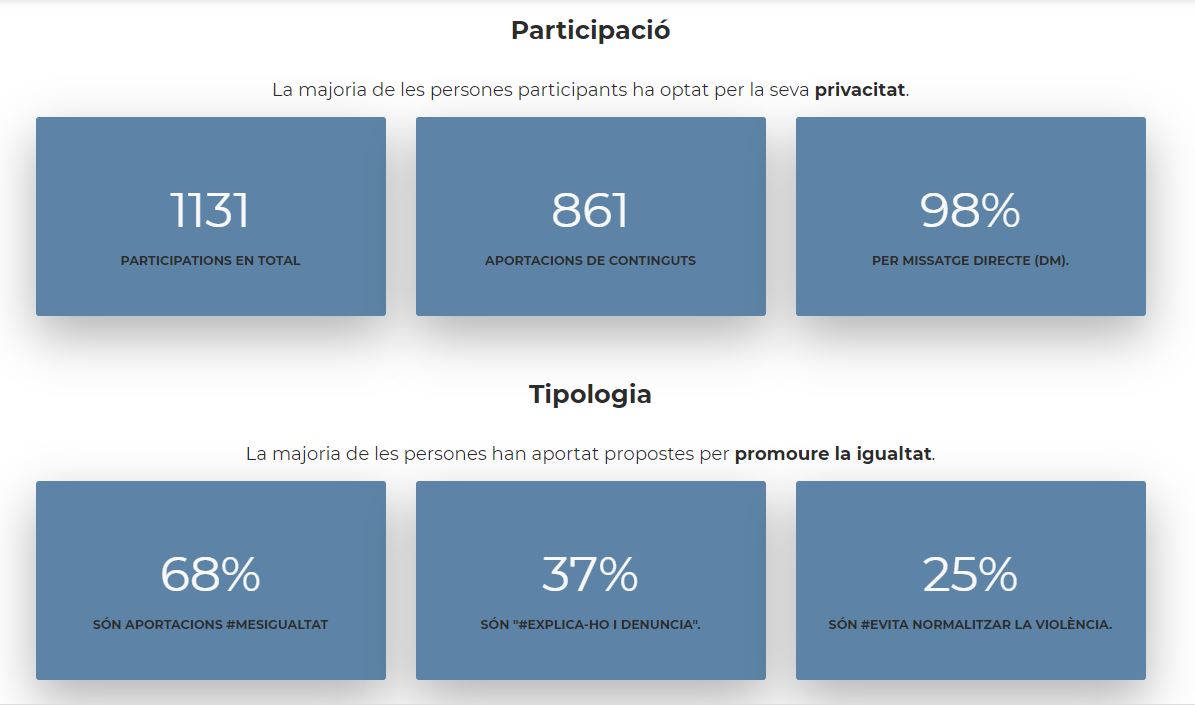 Participació
La majoria de les persones participants ha optat per la seva privacitat.
1131
PARTICIPATIONS EN TOTAL
861
APORTACIONS DE CONTINGUTS
98%
PER MISSATGE DIRECTE (DM).
Tipologia
La majoria de les persones han aportat propostes per promoure la igualtat.
68%
SÓN APORTACIONS #MESIGUALTAT
37%
SÓN "#EXPLICA-HO I DENUNCIA".
25%
SÓN #EVITA NORMALITZAR LA VIOLÈNCIA.